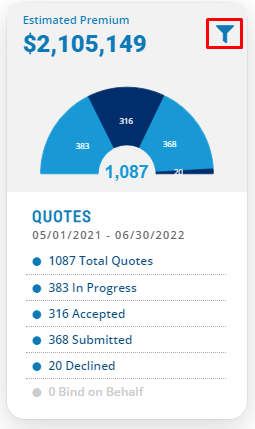 Estimated Premium
$2,105,149
316
383
368
20
1,087
QUOTES
05/01/2021 - 06/30/2022
1087 Total Quotes
383 In Progress
316 Accepted
368 Submitted
20 Declined
0 Bind on Behalf